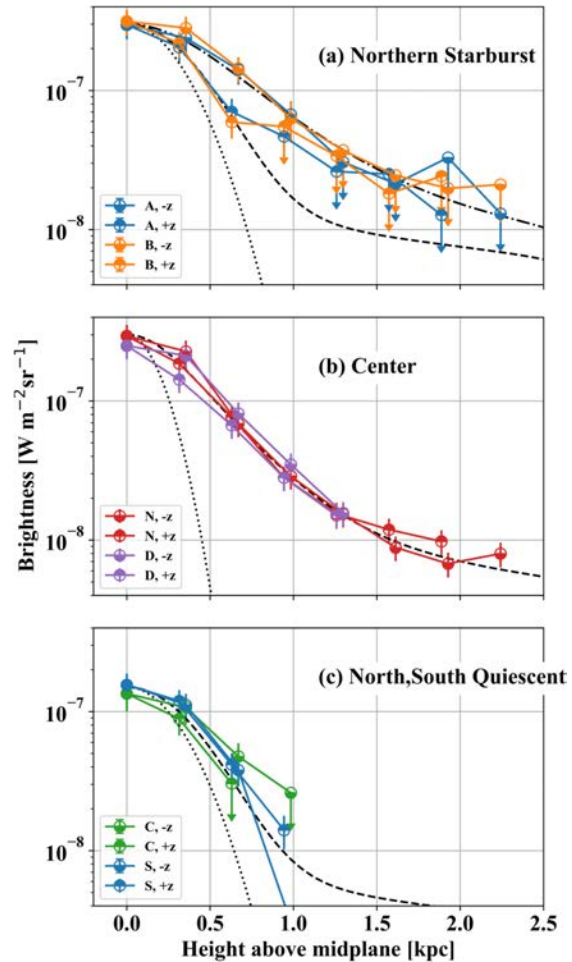 (a) Northern Starburst
10⁻⁷
10⁻⁸
A, -z
A, +z
B, -z
B, +z
(b) Center
10⁻⁷
10⁻⁸
N, -z
N, +z
D, -z
D, +z
Brightness [W m⁻²sr⁻¹]
(c) North,South Quiescent
10⁻⁷
10⁻⁸
C, -z
C, +z
S, -z
S, +z
0.0 0.5 1.0 1.5 2.0 2.5
Height above midplane [kpc]